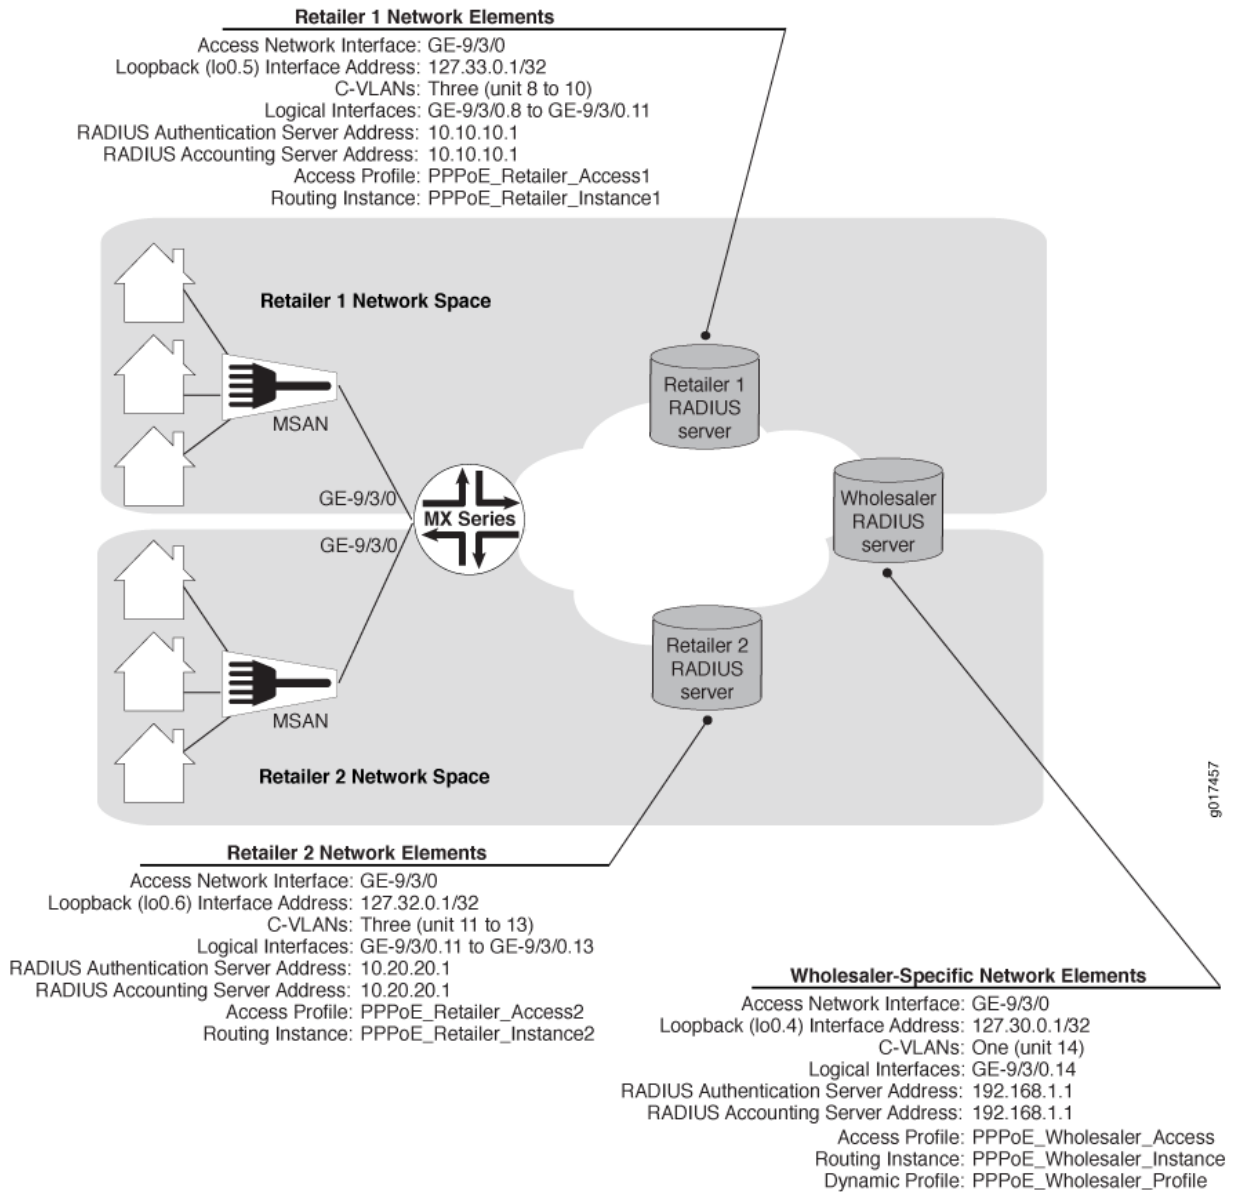 Retailer 1 Network Elements
Access Network Interface: GE-9/3/0
Loopback (lo0.5) Interface Address: 127.33.0.1/32
C-VLANs: Three (unit 8 to 10)
Logical Interfaces: GE-9/3/0.8 to GE-9/3/0.11
RADIUS Authentication Server Address: 10.10.10.1
RADIUS Accounting Server Address: 10.10.10.1
Access Profile: PPPoE_Retailer_Access1
Routing Instance: PPPoE_Retailer_Instance1
Retailer 1 Network Space
MSAN
Retailer 1
RADIUS
server
GE-9/3/0
MX Series
GE-9/3/0
Wholesaler
RADIUS
server
Retailer 2
RADIUS
server
MSAN
Retailer 2 Network Space
g017457
Retailer 2 Network Elements
Access Network Interface: GE-9/3/0
Loopback (lo0.6) Interface Address: 127.32.0.1/32
C-VLANs: Three (unit 11 to 13)
Logical Interfaces: GE-9/3/0.11 to GE-9/3/0.13
RADIUS Authentication Server Address: 10.20.20.1
RADIUS Accounting Server Address: 10.20.20.1
Access Profile: PPPoE_Retailer_Access2
Routing Instance: PPPoE_Retailer_Instance2
Wholesaler-Specific Network Elements
Access Network Interface: GE-9/3/0
Loopback (lo0.4) Interface Address: 127.30.0.1/32
C-VLANs: One (unit 14)
Logical Interfaces: GE-9/3/0.14
RADIUS Authentication Server Address: 192.168.1.1
RADIUS Accounting Server Address: 192.168.1.1
Access Profile: PPPoE_Wholesaler_Access
Routing Instance: PPPoE_Wholesaler_Instance
Dynamic Profile: PPPoE_Wholesaler_Profile